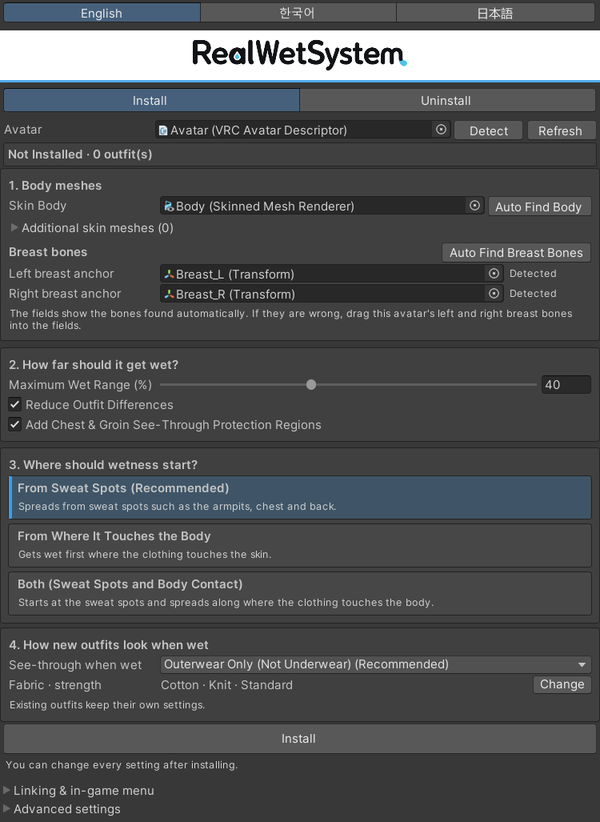 English
한국어
日本語
RealWetSystem.
Install
Uninstall
Avatar
Avatar (VRC Avatar Descriptor)
Detect
Refresh
Not Installed · 0 outfit(s)
1. Body meshes
Skin Body
Body (Skinned Mesh Renderer)
Auto Find Body
Additional skin meshes (0)
Breast bones
Auto Find Breast Bones
Left breast anchor
Breast_L (Transform)
Detected
Right breast anchor
Breast_R (Transform)
Detected
The fields show the bones found automatically. If they are wrong, drag this avatar's left and right breast bones
into the fields.
2. How far should it get wet?
Maximum Wet Range (%)
40
Reduce Outfit Differences
Add Chest & Groin See-Through Protection Regions
3. Where should wetness start?
From Sweat Spots (Recommended)
Spreads from sweat spots such as the armpits, chest and back.
From Where It Touches the Body
Gets wet first where the clothing touches the skin.
Both (Sweat Spots and Body Contact)
Starts at the sweat spots and spreads along where the clothing touches the body.
4. How new outfits look when wet
See-through when wet
Outerwear Only (Not Underwear) (Recommended)
Fabric · strength
Cotton · Knit · Standard
Change
Existing outfits keep their own settings.
Install
You can change every setting after installing.
Linking & in-game menu
Advanced settings